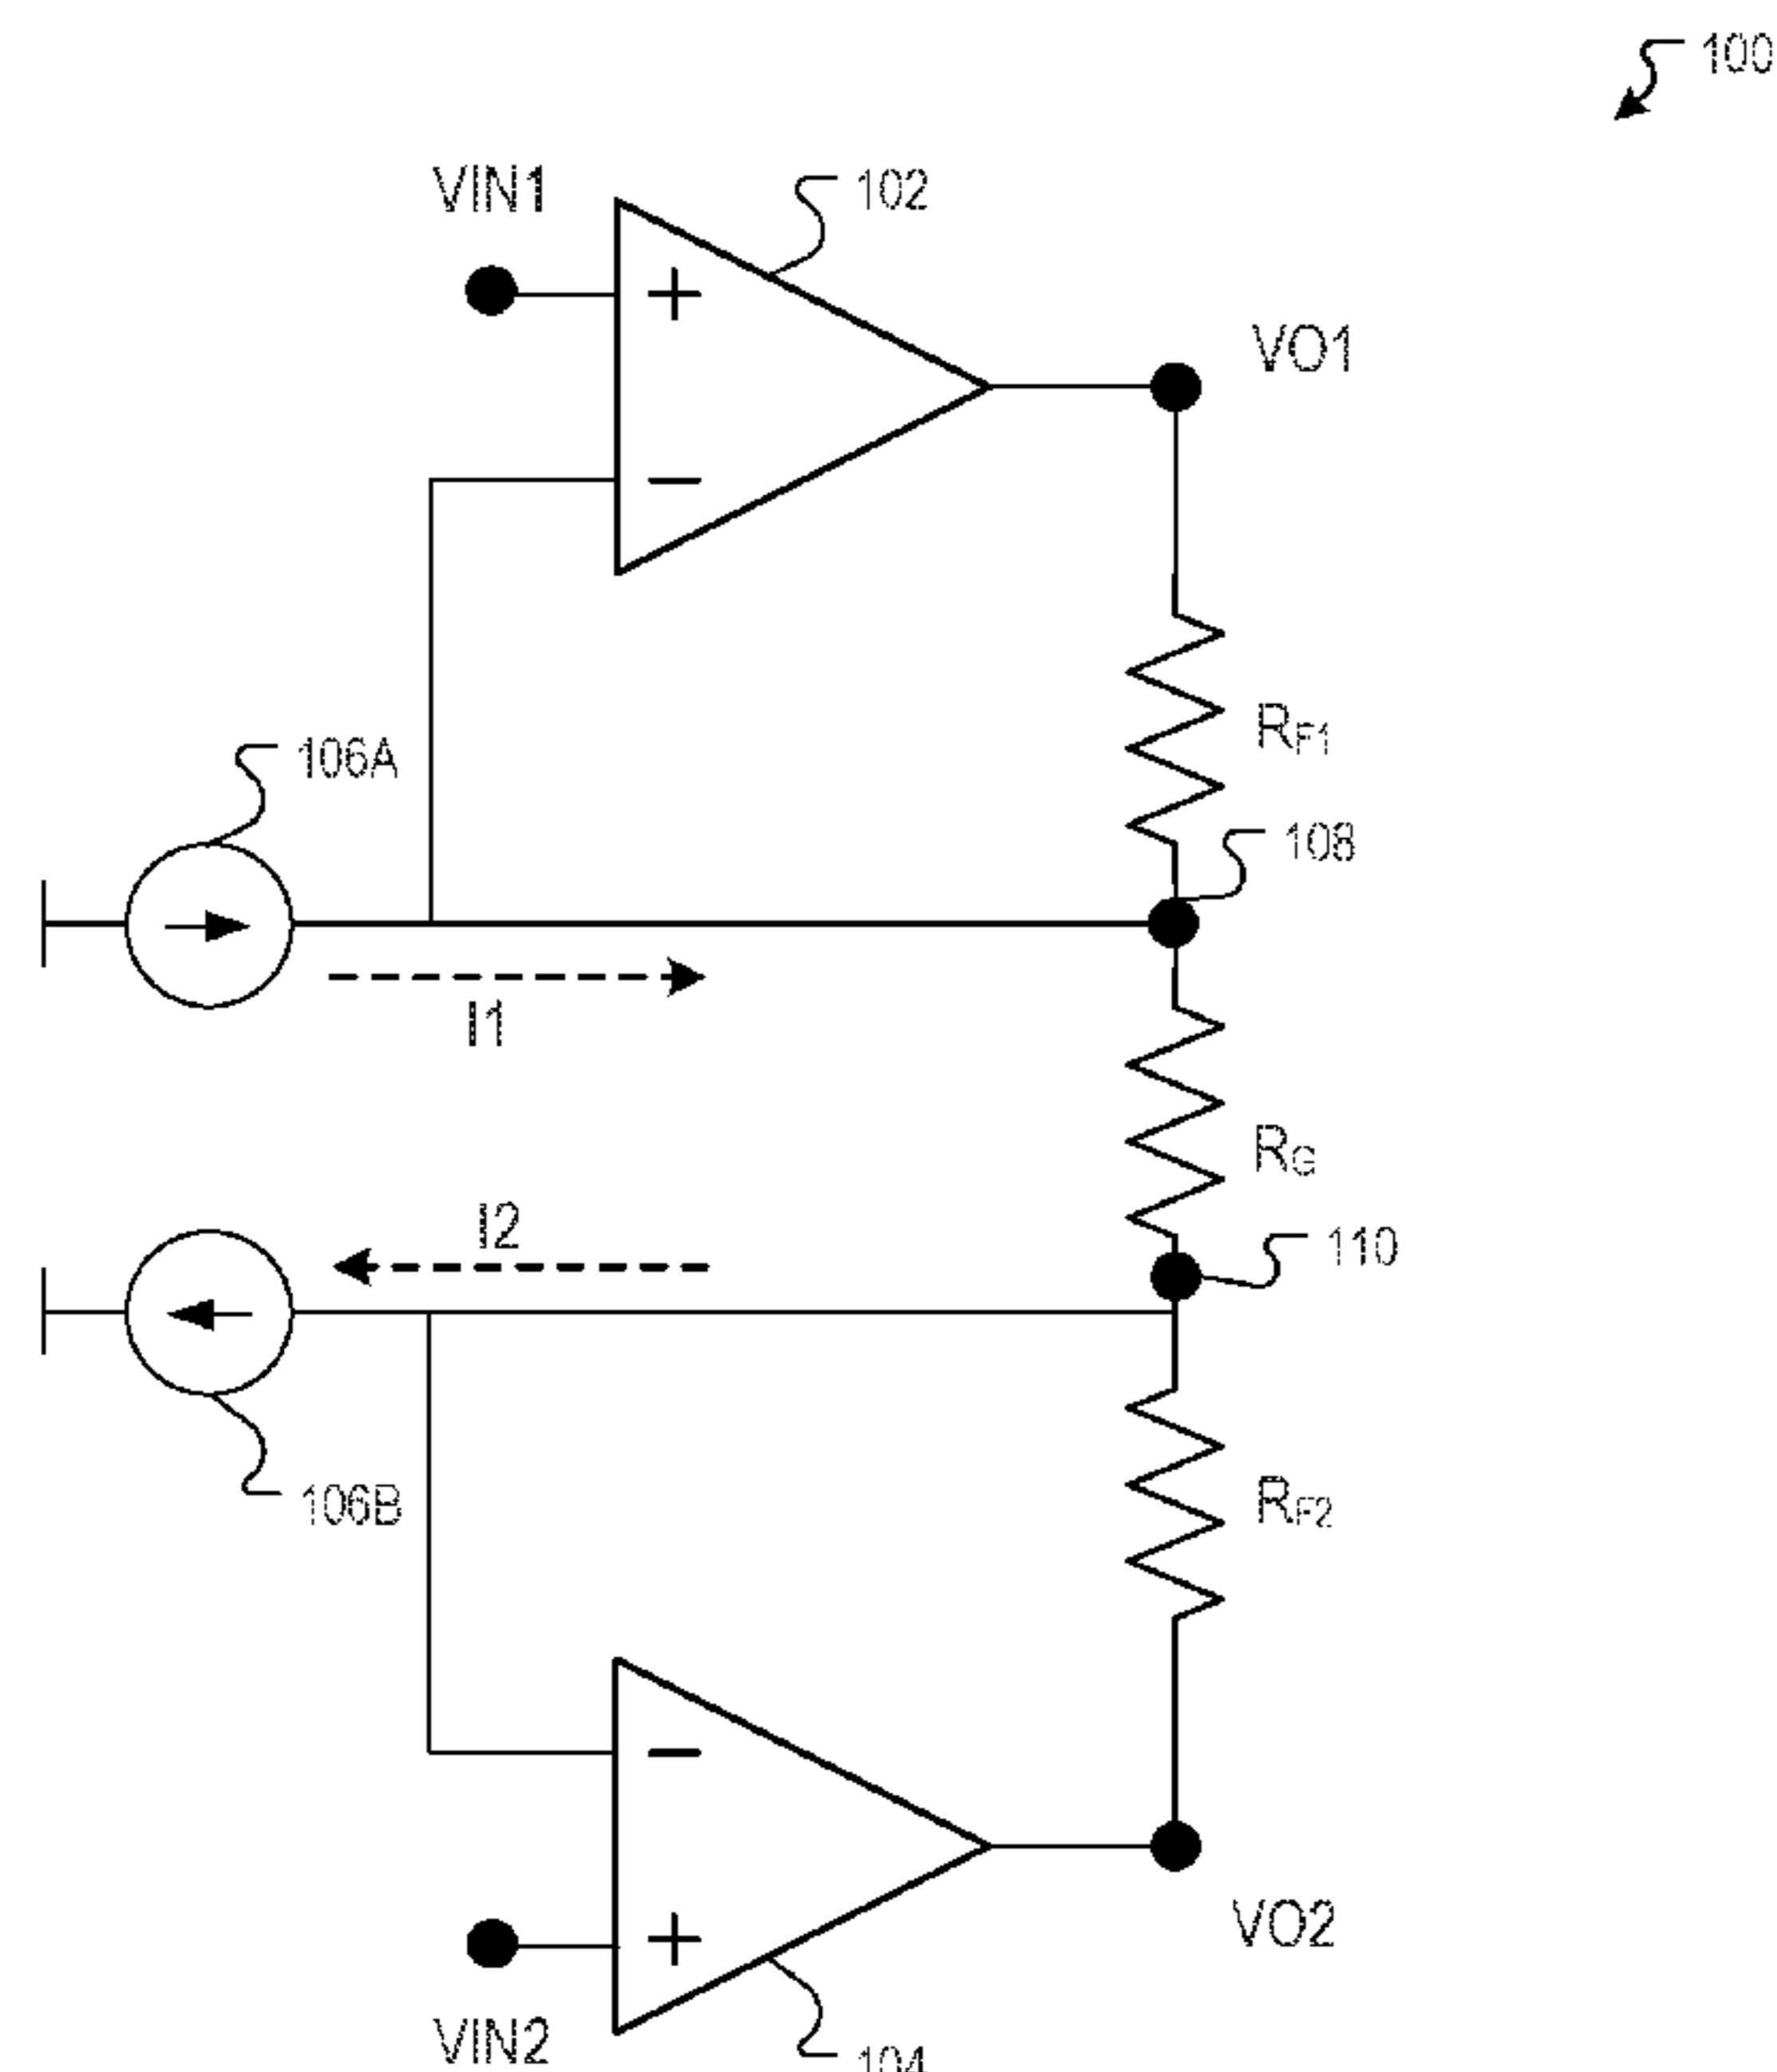 100
VIN1
102
+
VO1
−
RF1
106A
108
I1
RG
I2
110
106B
RF2
−
+
VO2
VIN2
104